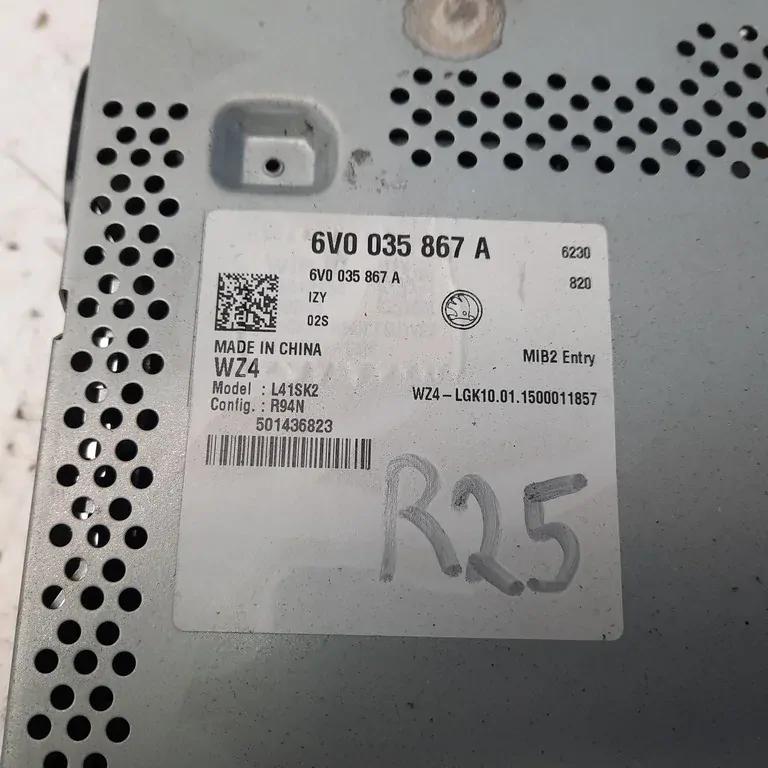 6V0 035 867 A 6230
6V0 035 867 A 820
IZY
02S
MADE IN CHINA
WZ4 MIB2 Entry
Model : L41SK2 WZ4-LGK10.01.1500011857
Config. : R94N
501436823
R25